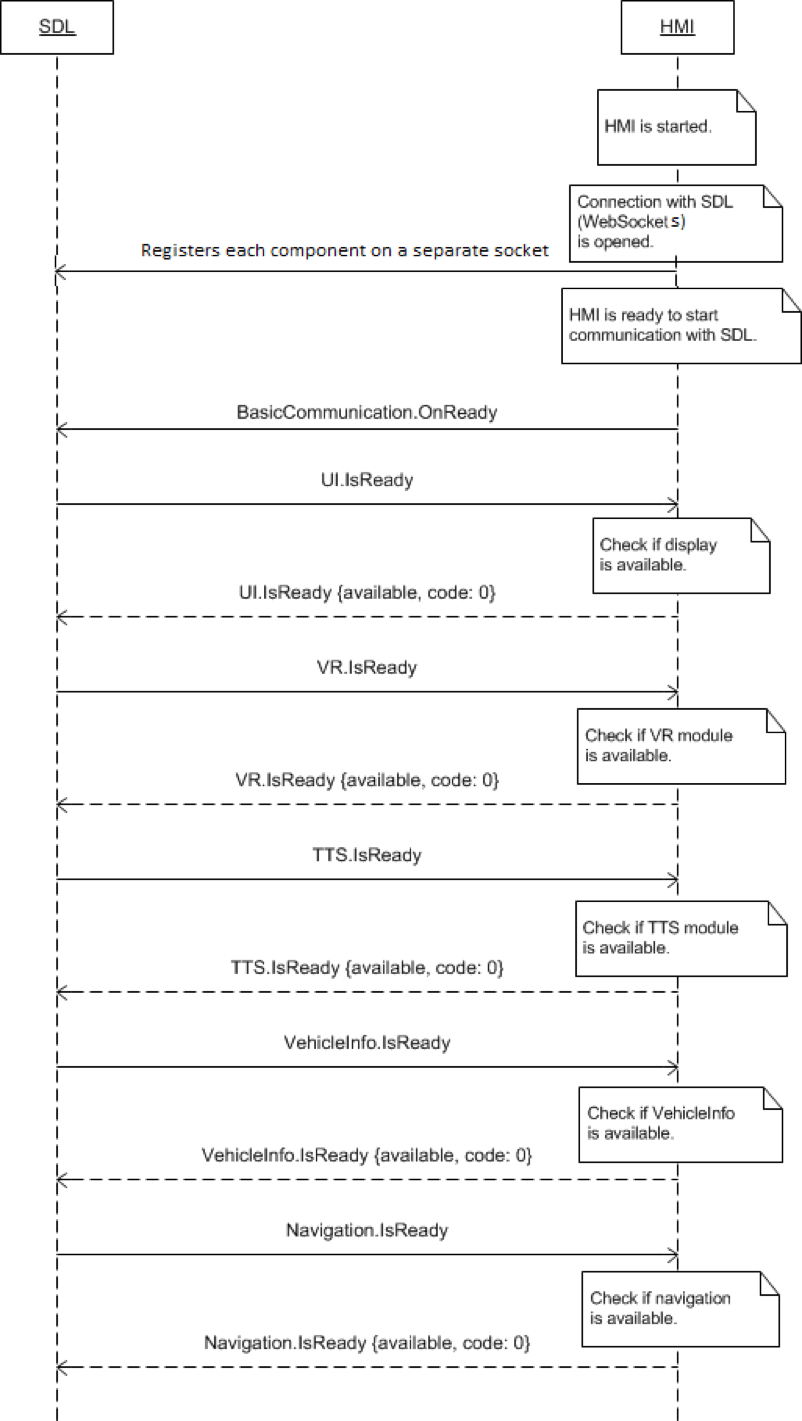 SDL
HMI
HMI is started.
Connection with SDL
(WebSockets)
is opened.
Registers each component on a separate socket
HMI is ready to start
communication with SDL.
BasicCommunication.OnReady
UI.IsReady
Check if display
is available.
UI.IsReady {available, code: 0}
VR.IsReady
Check if VR module
is available.
VR.IsReady {available, code: 0}
TTS.IsReady
Check if TTS module
is available.
TTS.IsReady {available, code: 0}
VehicleInfo.IsReady
Check if VehicleInfo
is available.
VehicleInfo.IsReady {available, code: 0}
Navigation.IsReady
Check if navigation
is available.
Navigation.IsReady {available, code: 0}